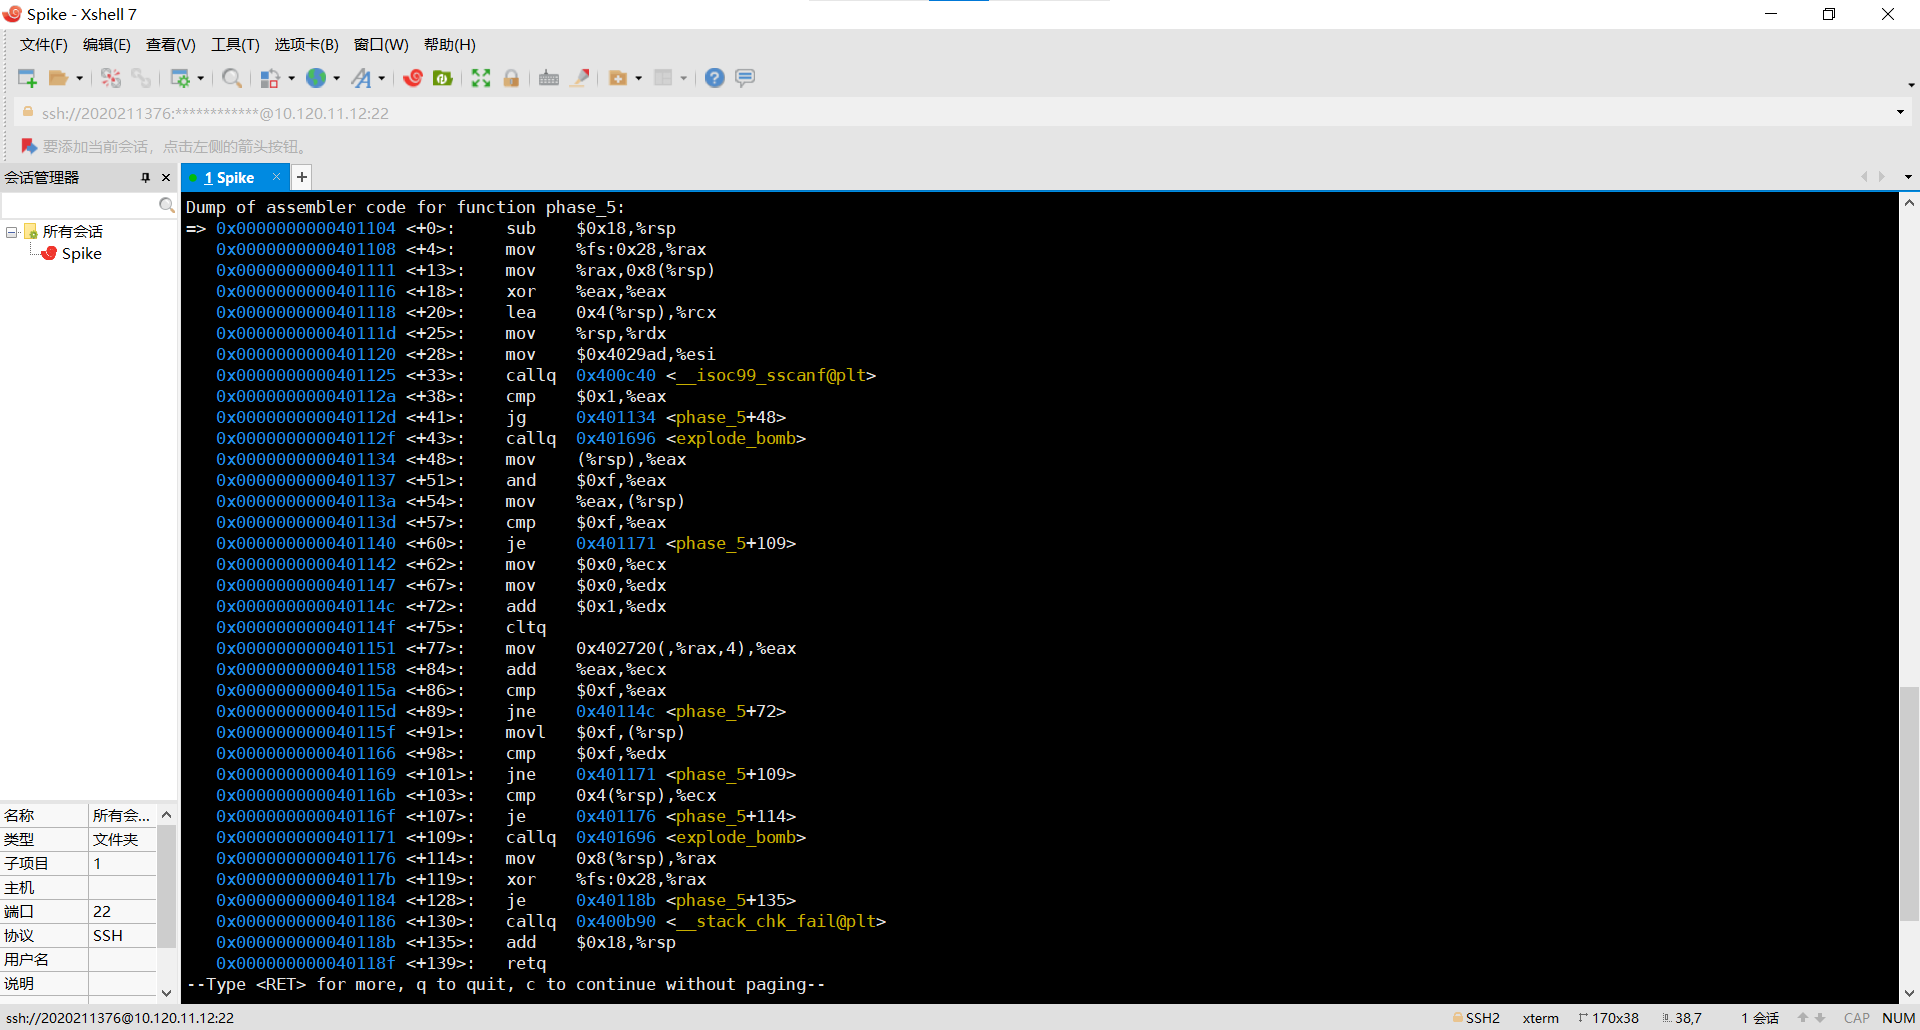 Spike - Xshell 7
文件(F) 编辑(E) 查看(V) 工具(T) 选项卡(B) 窗口(W) 帮助(H)
ssh://2020211376:************@10.120.11.12:22
要添加当前会话，点击左侧的箭头按钮。
会话管理器
1 Spike
所有会话
Spike
Dump of assembler code for function phase_5:
=> 0x0000000000401104 <+0>: sub $0x18,%rsp
0x0000000000401108 <+4>: mov %fs:0x28,%rax
0x0000000000401111 <+13>: mov %rax,0x8(%rsp)
0x0000000000401116 <+18>: xor %eax,%eax
0x0000000000401118 <+20>: lea 0x4(%rsp),%rcx
0x000000000040111d <+25>: mov %rsp,%rdx
0x0000000000401120 <+28>: mov $0x4029ad,%esi
0x0000000000401125 <+33>: callq 0x400c40 <__isoc99_sscanf@plt>
0x000000000040112a <+38>: cmp $0x1,%eax
0x000000000040112d <+41>: jg 0x401134 <phase_5+48>
0x000000000040112f <+43>: callq 0x401696 <explode_bomb>
0x0000000000401134 <+48>: mov (%rsp),%eax
0x0000000000401137 <+51>: and $0xf,%eax
0x000000000040113a <+54>: mov %eax,(%rsp)
0x000000000040113d <+57>: cmp $0xf,%eax
0x0000000000401140 <+60>: je 0x401171 <phase_5+109>
0x0000000000401142 <+62>: mov $0x0,%ecx
0x0000000000401147 <+67>: mov $0x0,%edx
0x000000000040114c <+72>: add $0x1,%edx
0x000000000040114f <+75>: cltq
0x0000000000401151 <+77>: mov 0x402720(,%rax,4),%eax
0x0000000000401158 <+84>: add %eax,%ecx
0x000000000040115a <+86>: cmp $0xf,%eax
0x000000000040115d <+89>: jne 0x40114c <phase_5+72>
0x000000000040115f <+91>: movl $0xf,(%rsp)
0x0000000000401166 <+98>: cmp $0xf,%edx
0x0000000000401169 <+101>: jne 0x401171 <phase_5+109>
0x000000000040116b <+103>: cmp 0x4(%rsp),%ecx
0x000000000040116f <+107>: je 0x401176 <phase_5+114>
0x0000000000401171 <+109>: callq 0x401696 <explode_bomb>
0x0000000000401176 <+114>: mov 0x8(%rsp),%rax
0x000000000040117b <+119>: xor %fs:0x28,%rax
0x0000000000401184 <+128>: je 0x40118b <phase_5+135>
0x0000000000401186 <+130>: callq 0x400b90 <__stack_chk_fail@plt>
0x000000000040118b <+135>: add $0x18,%rsp
0x000000000040118f <+139>: retq
--Type <RET> for more, q to quit, c to continue without paging--
名称 所有会...
类型 文件夹
子项目 1
主机
端口 22
协议 SSH
用户名
说明
ssh://2020211376@10.120.11.12:22 SSH2 xterm 170x38 38,7 1 会话 CAP NUM